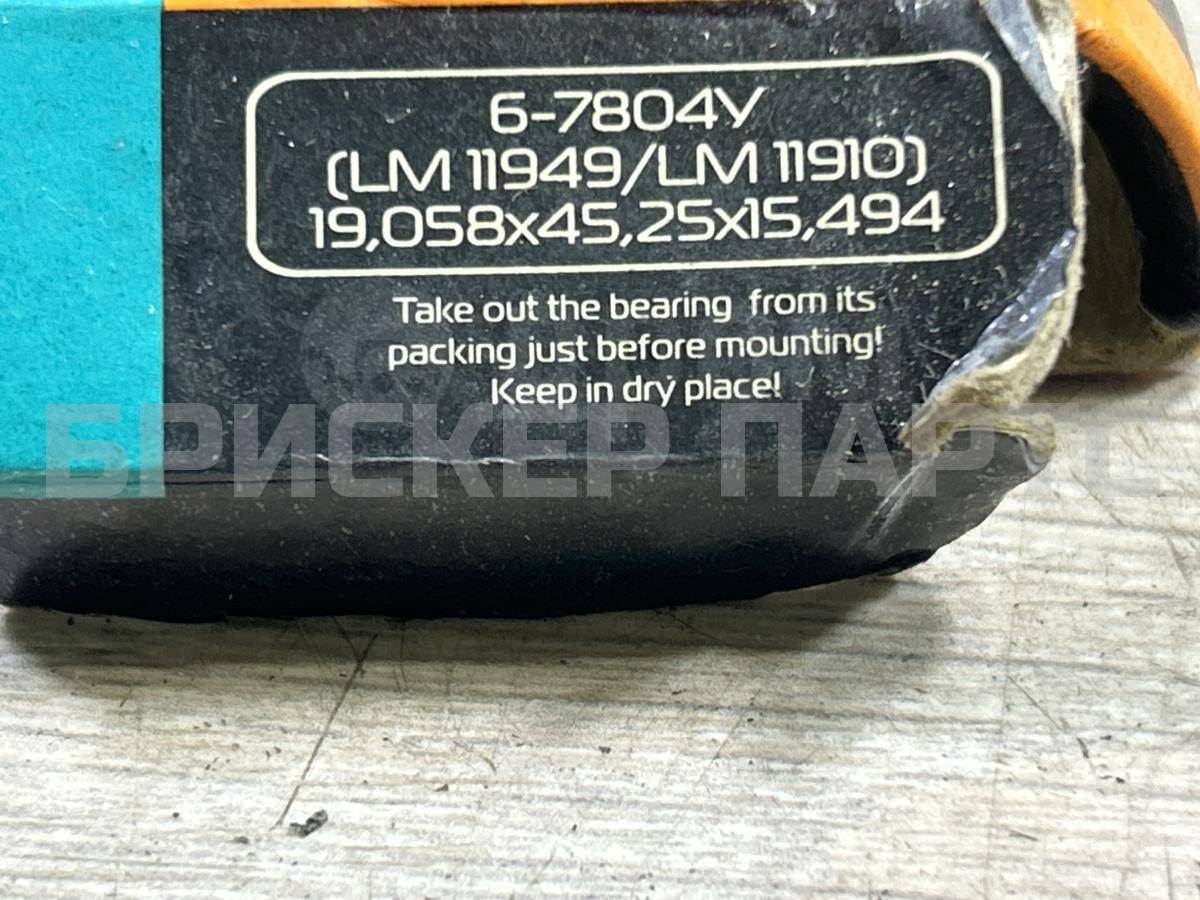 6-7804У
(LM 11949/LM 11910)
19,058x45,25x15,494
Take out the bearing from its
packing just before mounting!
Keep in dry place!
БРИСКЕР ПАРТС